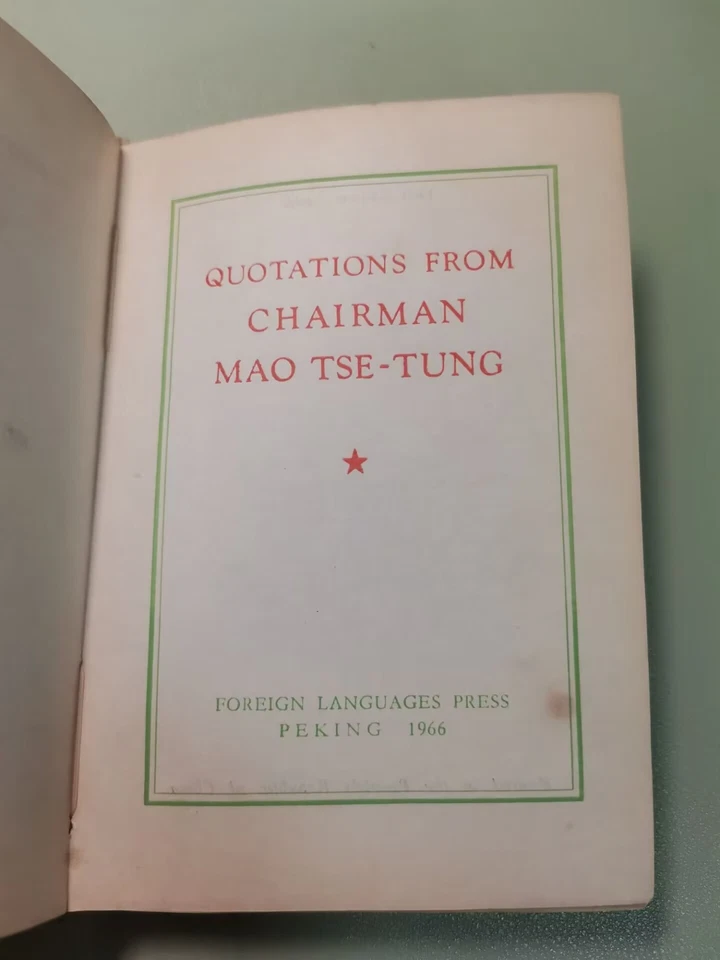 QUOTATIONS FROM
CHAIRMAN
MAO TSE-TUNG
FOREIGN LANGUAGES PRESS
PEKING 1966